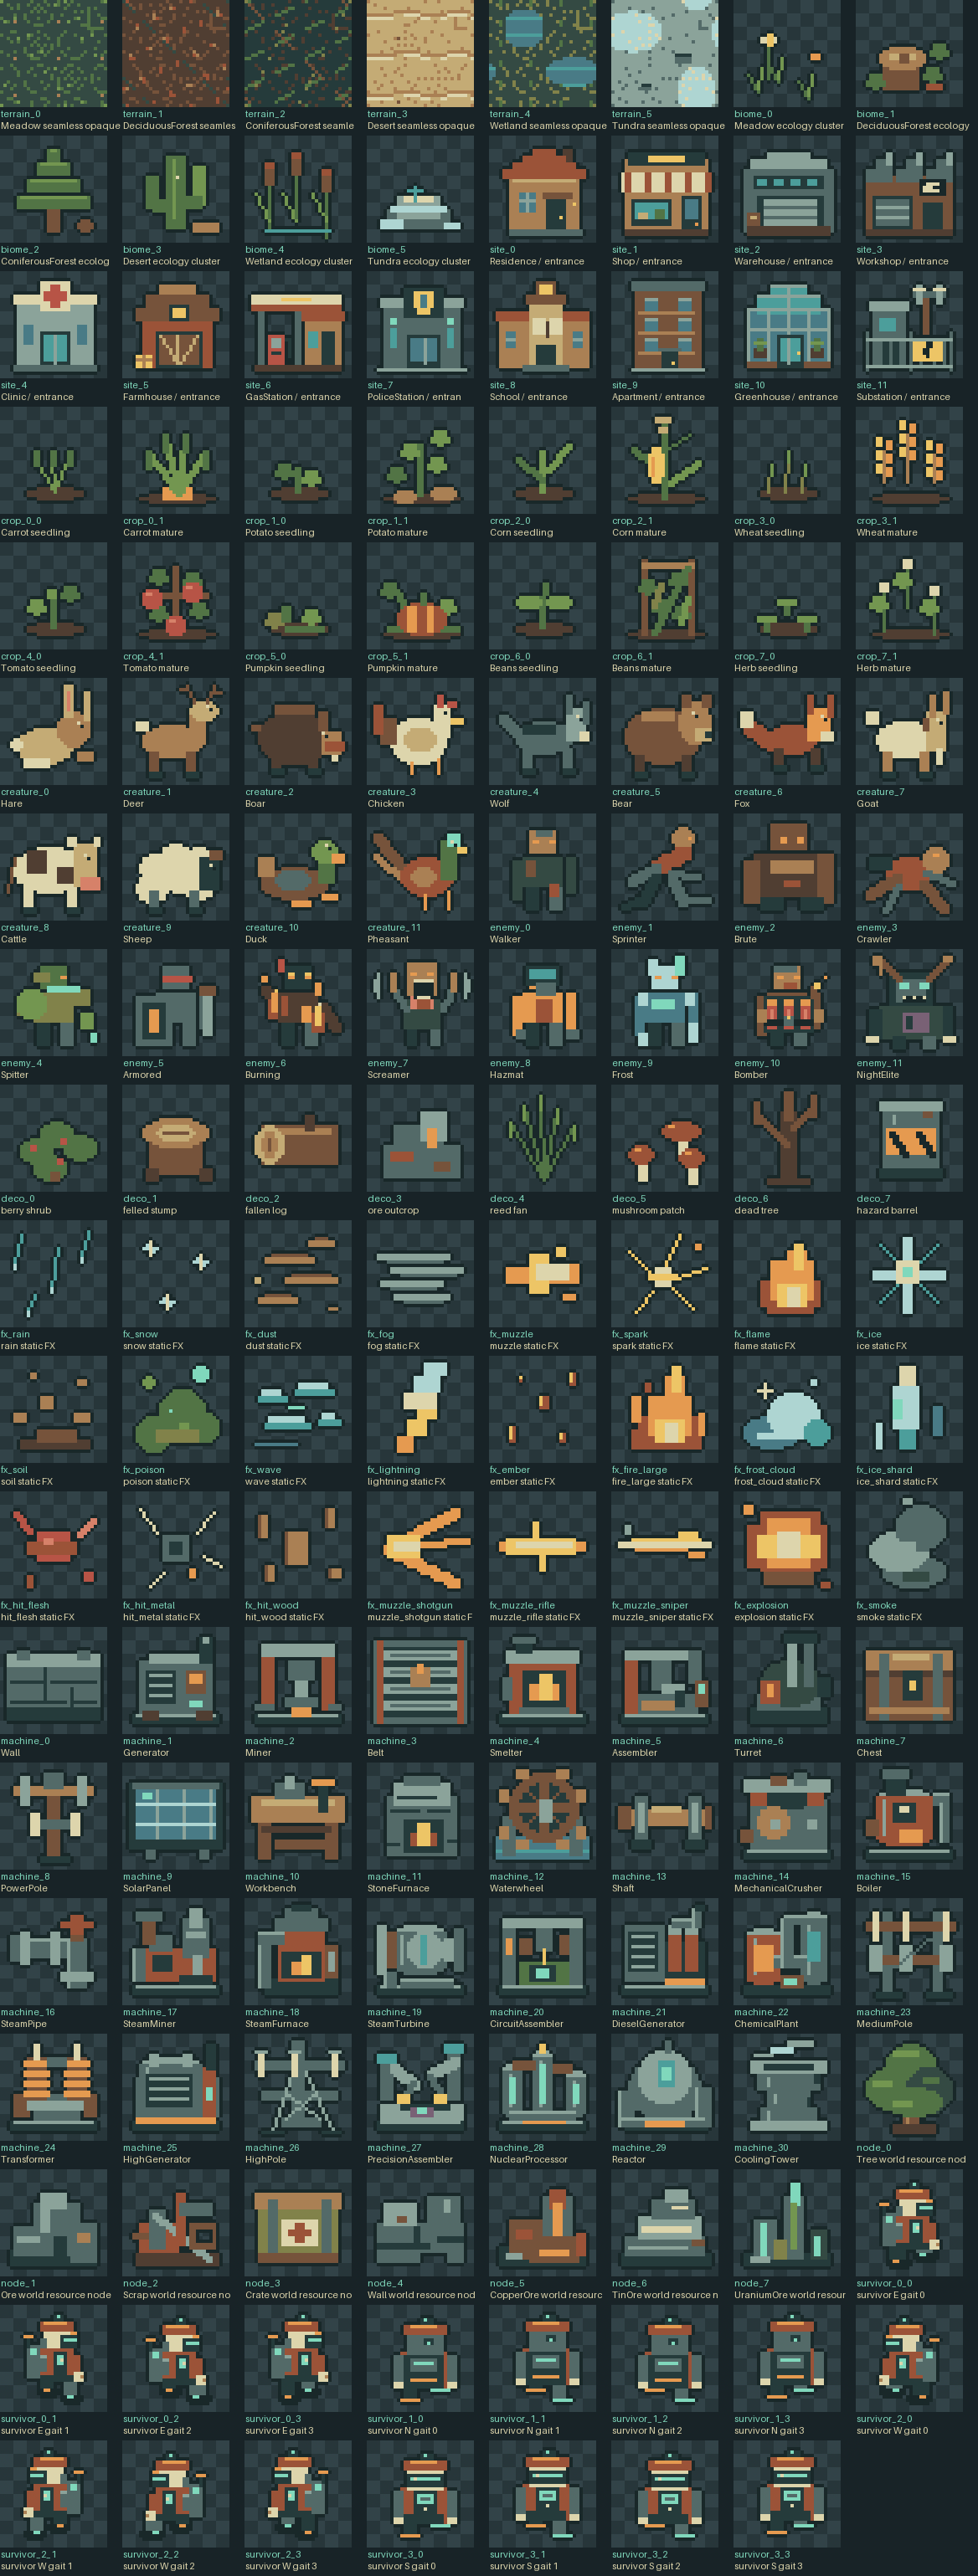 terrain_0
Meadow seamless opaque
terrain_1
DeciduousForest seamles
terrain_2
ConiferousForest seamle
terrain_3
Desert seamless opaque
terrain_4
Wetland seamless opaque
terrain_5
Tundra seamless opaque
biome_0
Meadow ecology cluster
biome_1
DeciduousForest ecology
biome_2
ConiferousForest ecolog
biome_3
Desert ecology cluster
biome_4
Wetland ecology cluster
biome_5
Tundra ecology cluster
site_0
Residence / entrance
site_1
Shop / entrance
site_2
Warehouse / entrance
site_3
Workshop / entrance
site_4
Clinic / entrance
site_5
Farmhouse / entrance
site_6
GasStation / entrance
site_7
PoliceStation / entran
site_8
School / entrance
site_9
Apartment / entrance
site_10
Greenhouse / entrance
site_11
Substation / entrance
crop_0_0
Carrot seedling
crop_0_1
Carrot mature
crop_1_0
Potato seedling
crop_1_1
Potato mature
crop_2_0
Corn seedling
crop_2_1
Corn mature
crop_3_0
Wheat seedling
crop_3_1
Wheat mature
crop_4_0
Tomato seedling
crop_4_1
Tomato mature
crop_5_0
Pumpkin seedling
crop_5_1
Pumpkin mature
crop_6_0
Beans seedling
crop_6_1
Beans mature
crop_7_0
Herb seedling
crop_7_1
Herb mature
creature_0
Hare
creature_1
Deer
creature_2
Boar
creature_3
Chicken
creature_4
Wolf
creature_5
Bear
creature_6
Fox
creature_7
Goat
creature_8
Cattle
creature_9
Sheep
creature_10
Duck
creature_11
Pheasant
enemy_0
Walker
enemy_1
Sprinter
enemy_2
Brute
enemy_3
Crawler
enemy_4
Spitter
enemy_5
Armored
enemy_6
Burning
enemy_7
Screamer
enemy_8
Hazmat
enemy_9
Frost
enemy_10
Bomber
enemy_11
NightElite
deco_0
berry shrub
deco_1
felled stump
deco_2
fallen log
deco_3
ore outcrop
deco_4
reed fan
deco_5
mushroom patch
deco_6
dead tree
deco_7
hazard barrel
fx_rain
rain static FX
fx_snow
snow static FX
fx_dust
dust static FX
fx_fog
fog static FX
fx_muzzle
muzzle static FX
fx_spark
spark static FX
fx_flame
flame static FX
fx_ice
ice static FX
fx_soil
soil static FX
fx_poison
poison static FX
fx_wave
wave static FX
fx_lightning
lightning static FX
fx_ember
ember static FX
fx_fire_large
fire_large static FX
fx_frost_cloud
frost_cloud static FX
fx_ice_shard
ice_shard static FX
fx_hit_flesh
hit_flesh static FX
fx_hit_metal
hit_metal static FX
fx_hit_wood
hit_wood static FX
fx_muzzle_shotgun
muzzle_shotgun static F
fx_muzzle_rifle
muzzle_rifle static FX
fx_muzzle_sniper
muzzle_sniper static FX
fx_explosion
explosion static FX
fx_smoke
smoke static FX
machine_0
Wall
machine_1
Generator
machine_2
Miner
machine_3
Belt
machine_4
Smelter
machine_5
Assembler
machine_6
Turret
machine_7
Chest
machine_8
PowerPole
machine_9
SolarPanel
machine_10
Workbench
machine_11
StoneFurnace
machine_12
Waterwheel
machine_13
Shaft
machine_14
MechanicalCrusher
machine_15
Boiler
machine_16
SteamPipe
machine_17
SteamMiner
machine_18
SteamFurnace
machine_19
SteamTurbine
machine_20
CircuitAssembler
machine_21
DieselGenerator
machine_22
ChemicalPlant
machine_23
MediumPole
machine_24
Transformer
machine_25
HighGenerator
machine_26
HighPole
machine_27
PrecisionAssembler
machine_28
NuclearProcessor
machine_29
Reactor
machine_30
CoolingTower
node_0
Tree world resource nod
node_1
Ore world resource node
node_2
Scrap world resource no
node_3
Crate world resource no
node_4
Wall world resource nod
node_5
CopperOre world resourc
node_6
TinOre world resource n
node_7
UraniumOre world resour
survivor_0_0
survivor E gait 0
survivor_0_1
survivor E gait 1
survivor_0_2
survivor E gait 2
survivor_0_3
survivor E gait 3
survivor_1_0
survivor N gait 0
survivor_1_1
survivor N gait 1
survivor_1_2
survivor N gait 2
survivor_1_3
survivor N gait 3
survivor_2_0
survivor W gait 0
survivor_2_1
survivor W gait 1
survivor_2_2
survivor W gait 2
survivor_2_3
survivor W gait 3
survivor_3_0
survivor S gait 0
survivor_3_1
survivor S gait 1
survivor_3_2
survivor S gait 2
survivor_3_3
survivor S gait 3